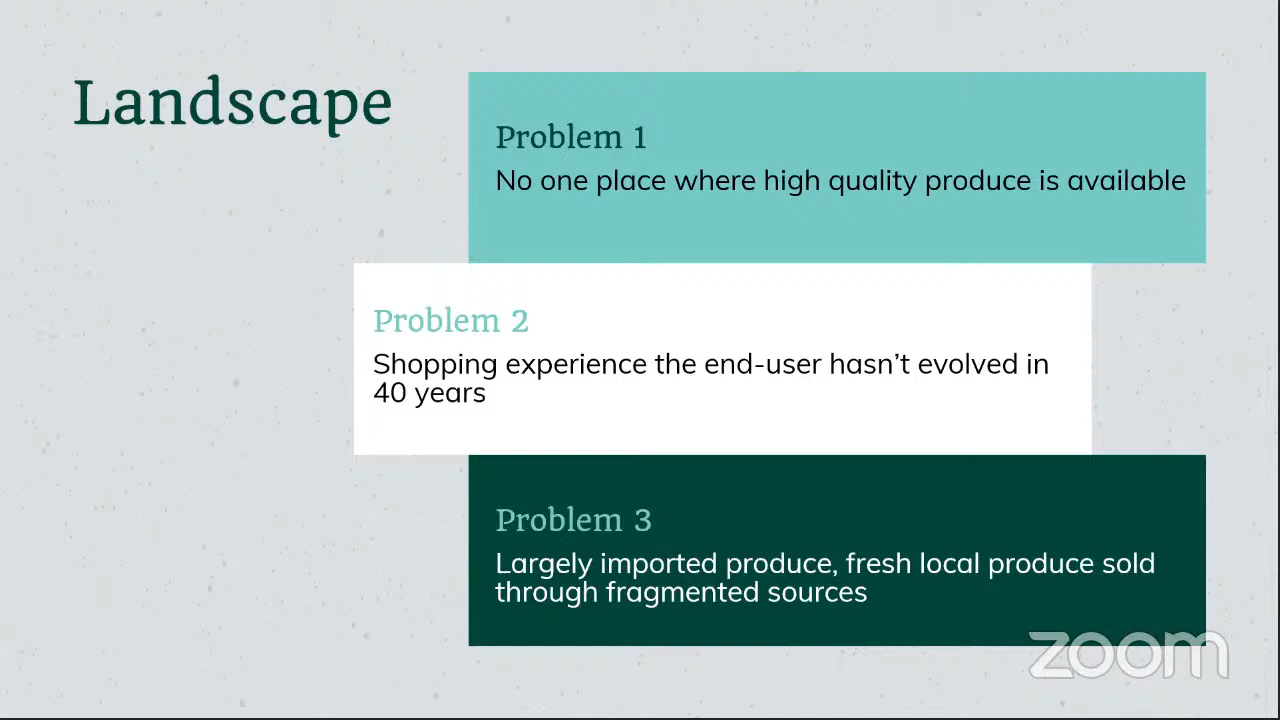 Landscape
Problem 1
No one place where high quality produce is available
Problem 2
Shopping experience the end-user hasn’t evolved in
40 years
Problem 3
Largely imported produce, fresh local produce sold
through fragmented sources
zoom